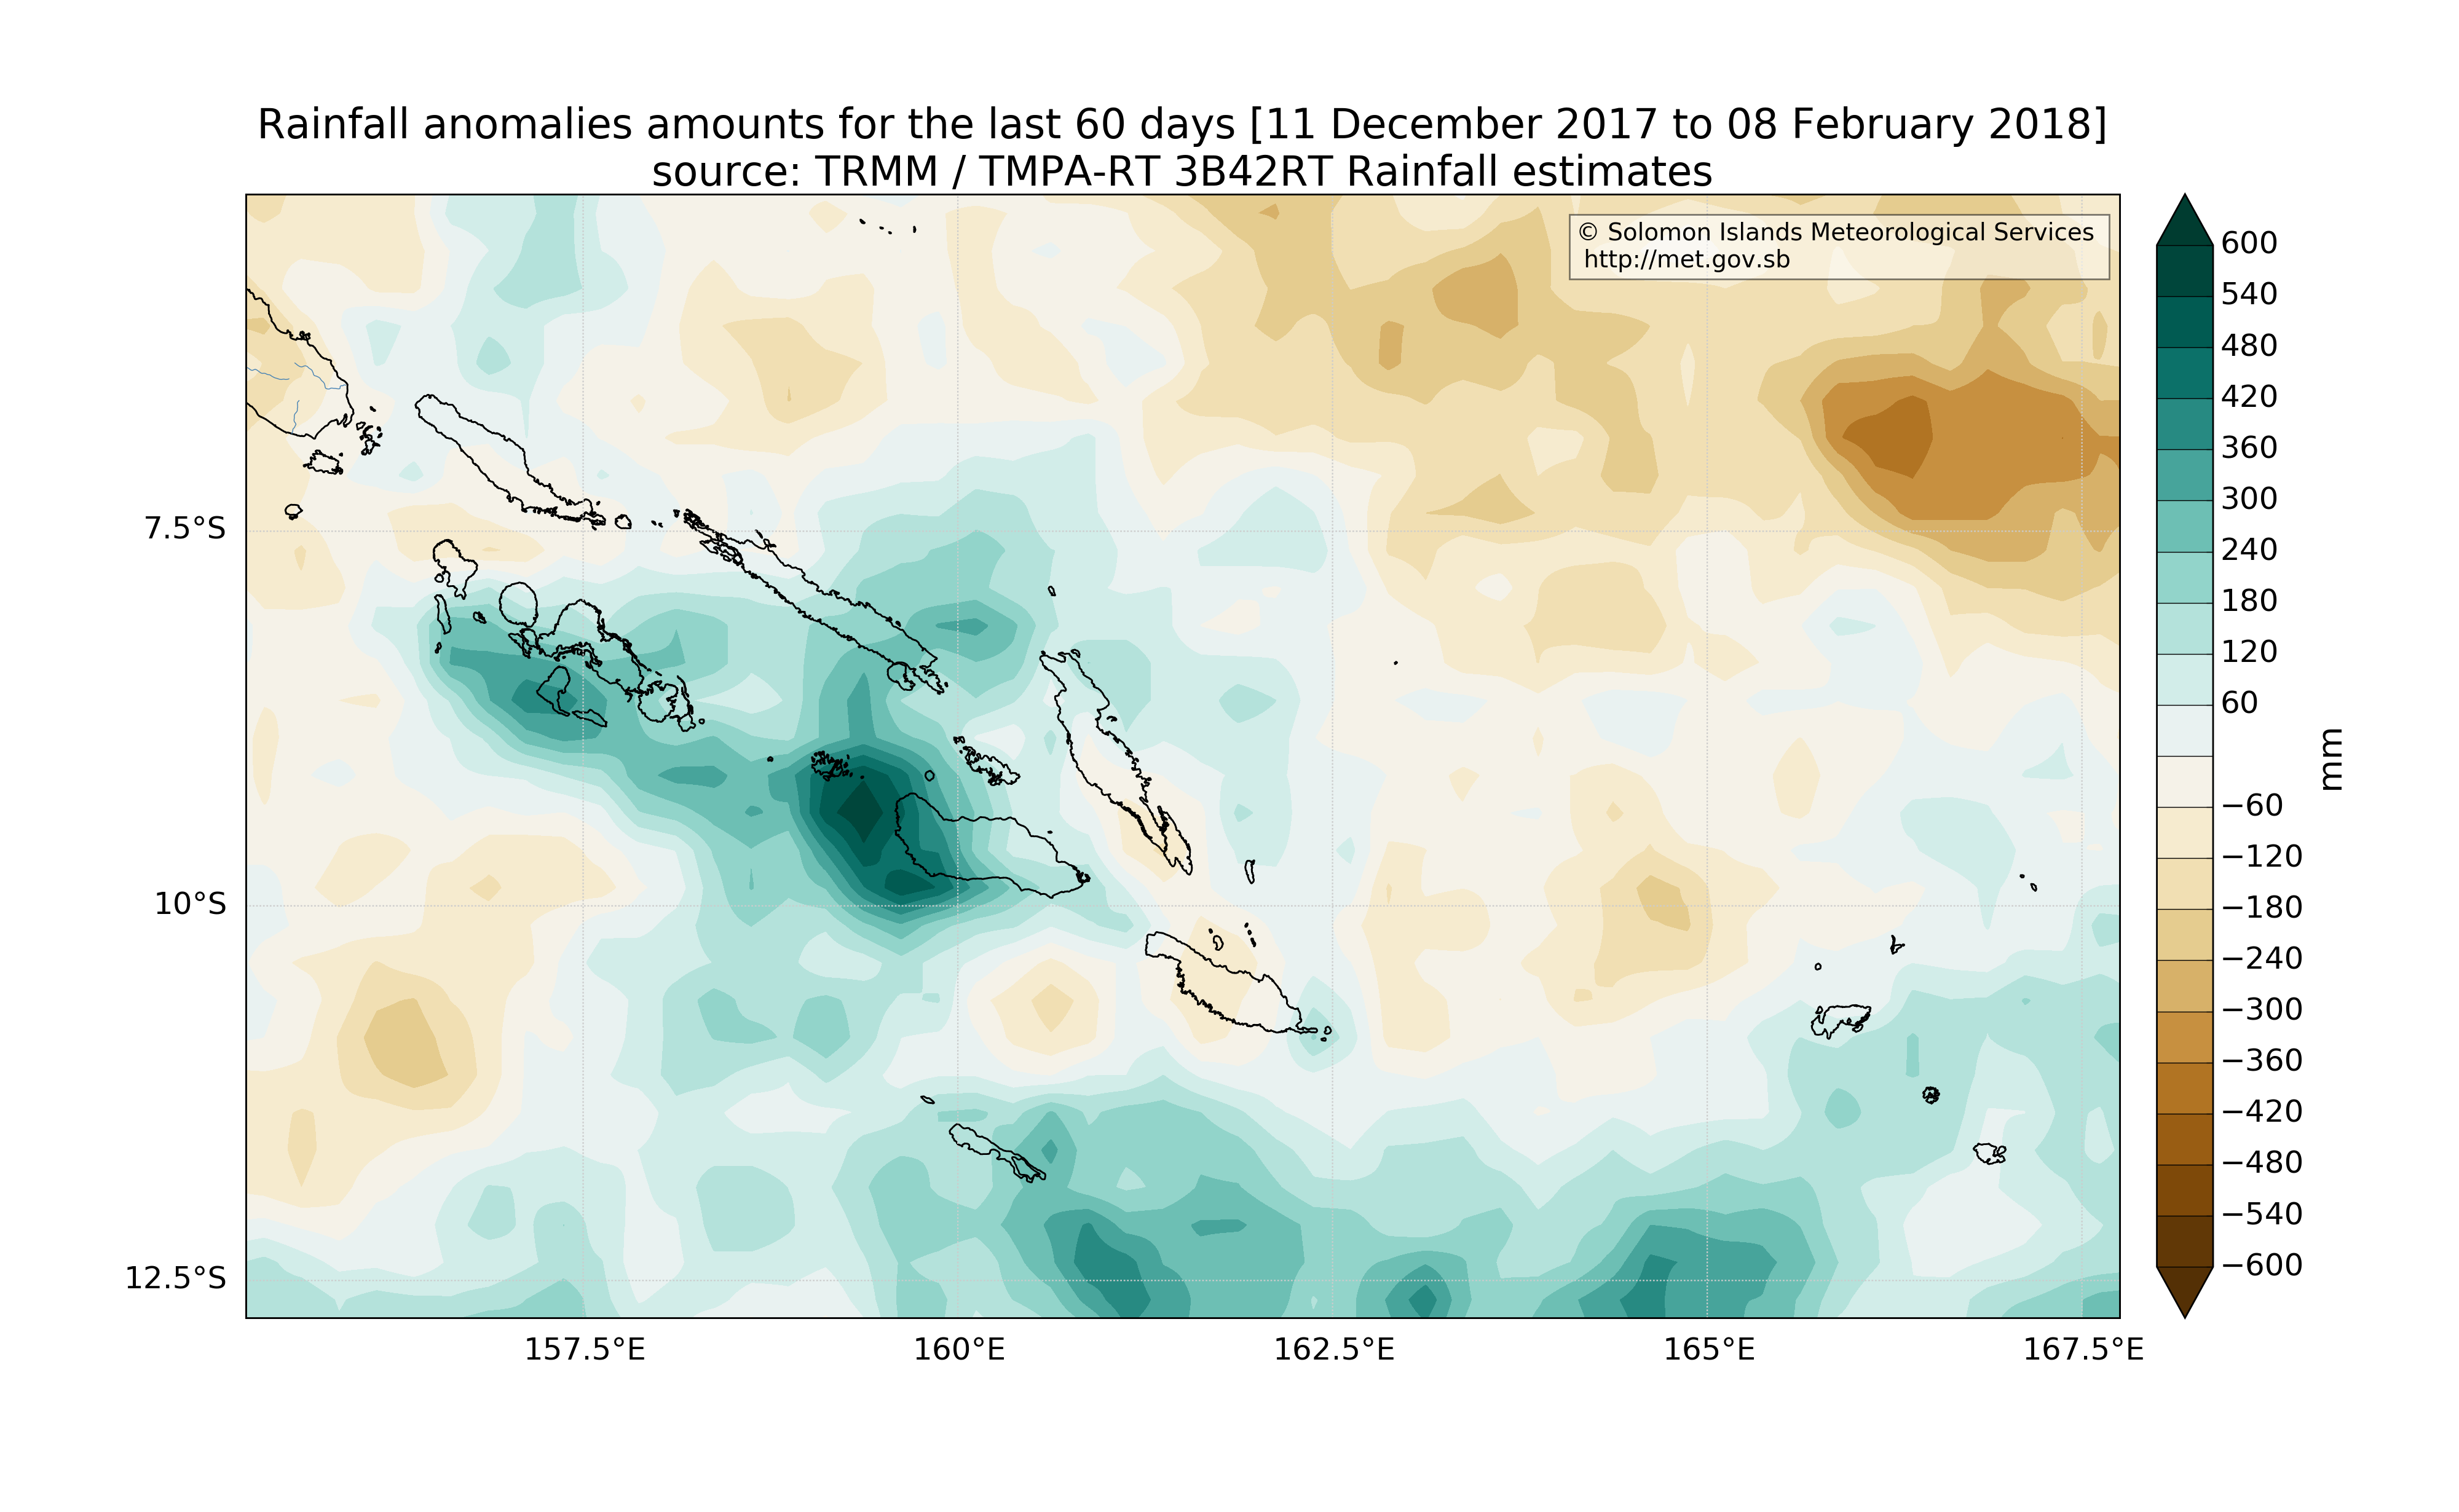 Rainfall anomalies amounts for the last 60 days [11 December 2017 to 08 February 2018]
source: TRMM / TMPA-RT 3B42RT Rainfall estimates
© Solomon Islands Meteorological Services
http://met.gov.sb
7.5°S
10°S
12.5°S
157.5°E
160°E
162.5°E
165°E
167.5°E
600
540
480
420
360
300
240
180
120
60
−60
−120
−180
−240
−300
−360
−420
−480
−540
−600
mm